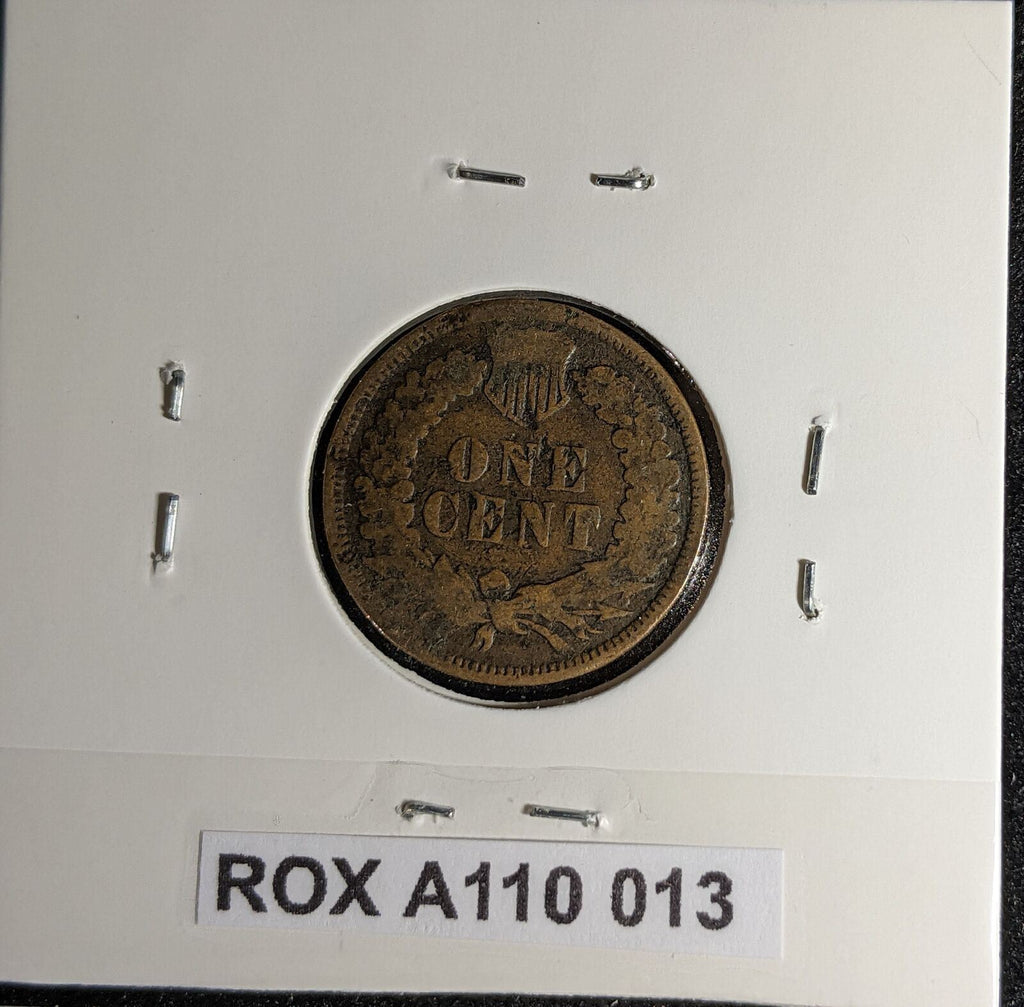 ONE
CENT
ROX A110 013